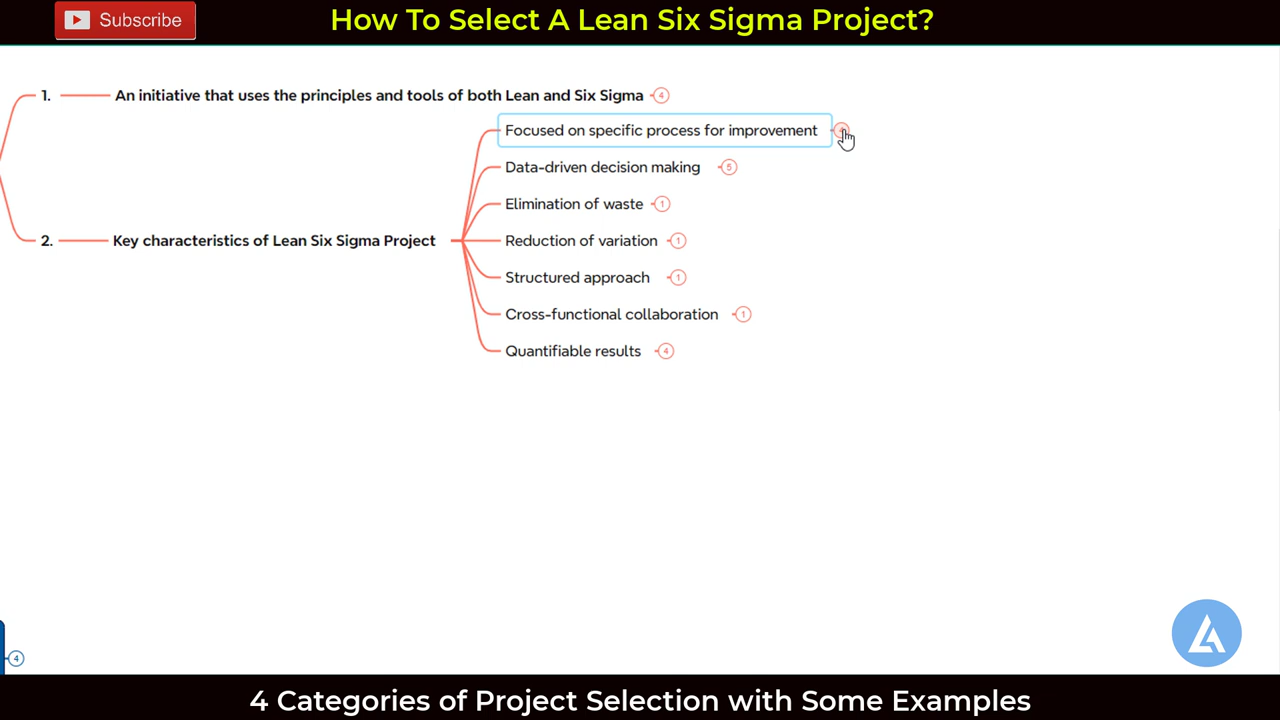 Subscribe
How To Select A Lean Six Sigma Project?
1. An initiative that uses the principles and tools of both Lean and Six Sigma 4
Focused on specific process for improvement
Data-driven decision making 5
Elimination of waste 1
2. Key characteristics of Lean Six Sigma Project
Reduction of variation 1
Structured approach 1
Cross-functional collaboration 1
Quantifiable results 4
4
4 Categories of Project Selection with Some Examples